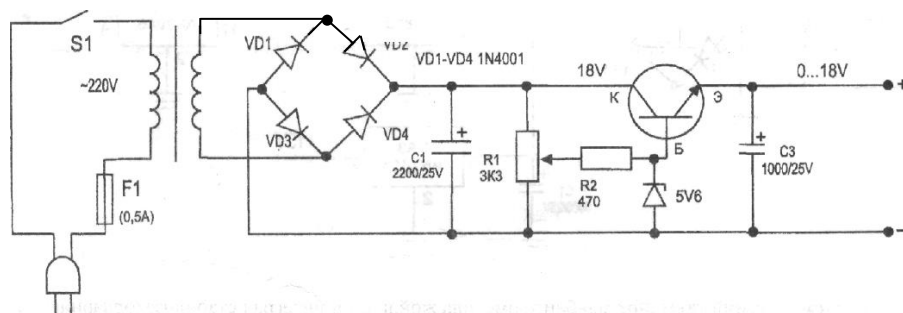 S1
~220V
F1
(0,5A)
VD1
VD2
VD3
VD4
VD1-VD4 1N4001
+
C1
2200/25V
R1
3K3
R2
470
18V
К
Э
Б
5V6
0...18V
+
C3
1000/25V
+
-